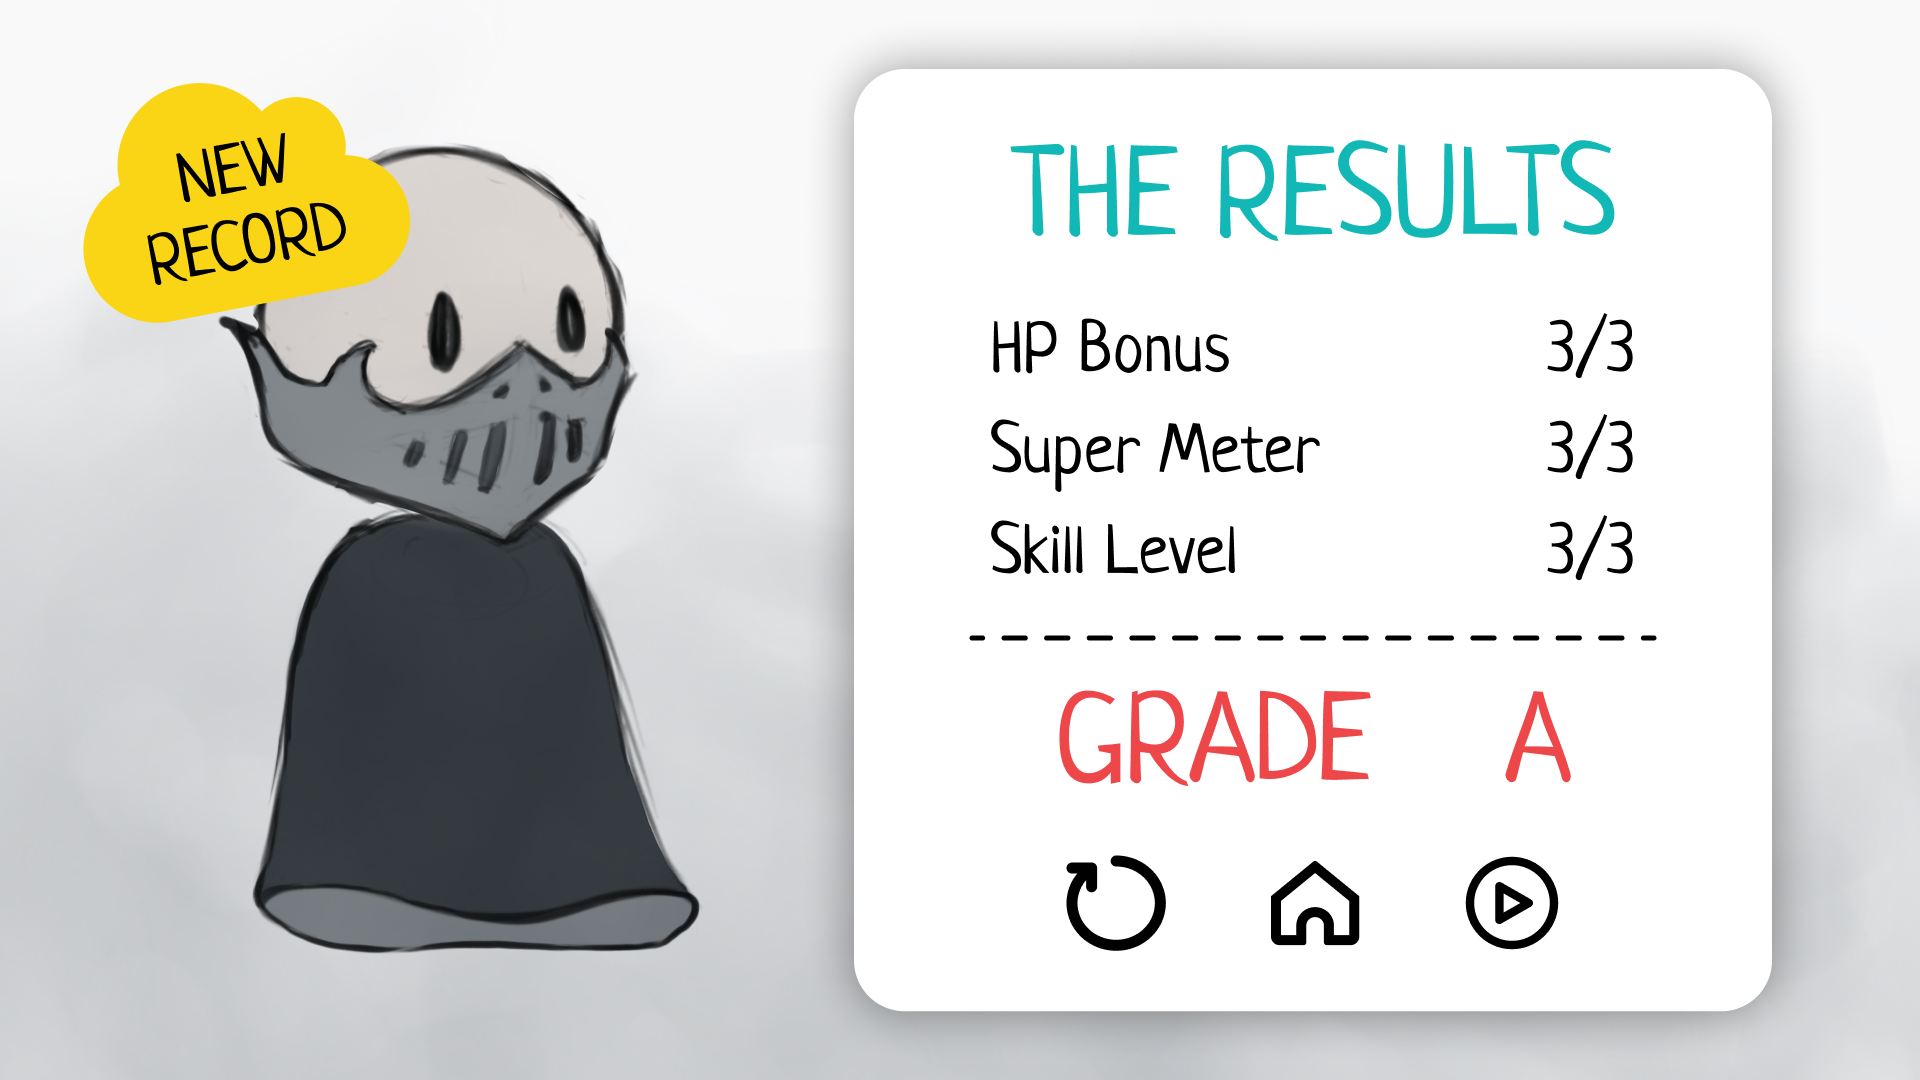 NEW
RECORD
THE RESULTS
HP Bonus 3/3
Super Meter 3/3
Skill Level 3/3
GRADE A